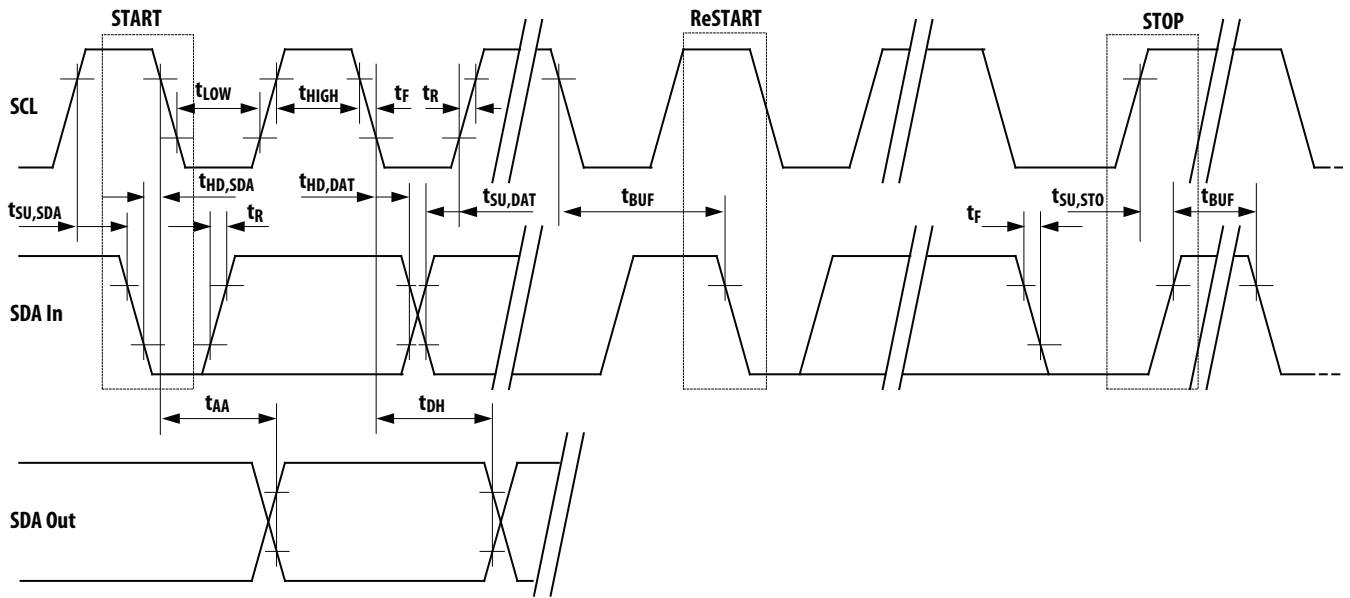 START
ReSTART
STOP
SCL
tLOW
tHIGH
tF
tR
tHD,SDA
tHD,DAT
tSU,SDA
tR
tSU,DAT
tBUF
tF
tSU,STO
tBUF
SDA In
tAA
tDH
SDA Out